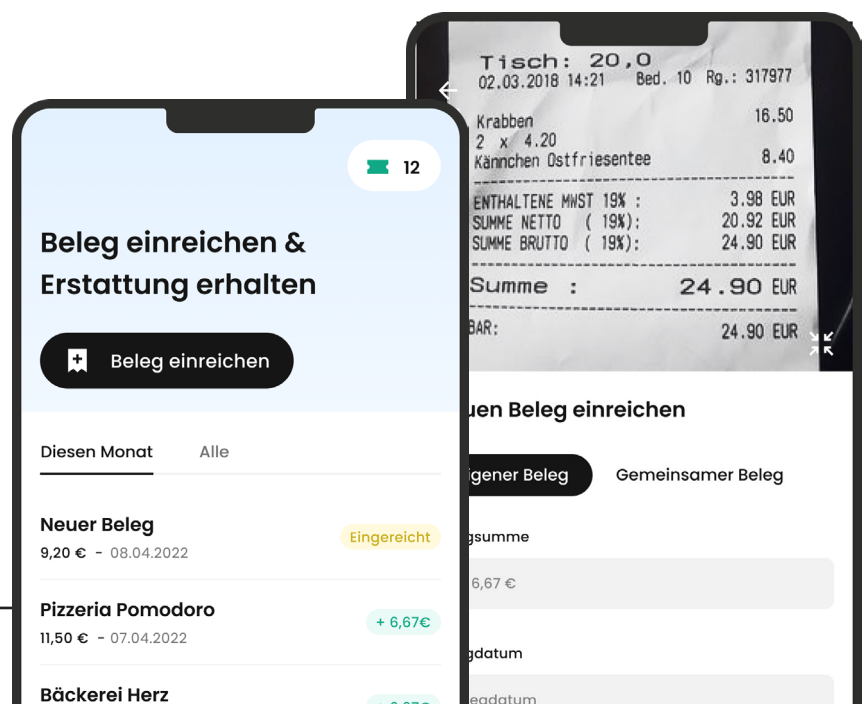 12
Beleg einreichen &
Erstattung erhalten
Beleg einreichen
Diesen Monat Alle
Neuer Beleg
9,20 € - 08.04.2022
Eingereicht
Pizzeria Pomodoro
11,50 € - 07.04.2022
+ 6,67€
Bäckerei Herz
Tisch: 20,0
02.03.2018 14:21 Bed. 10 Rg.: 317977
Krabben 16.50
2 x 4.20
Kännchen Ostfriesentee 8.40
ENTHALTENE MWST 19% : 3.98 EUR
SUMME NETTO ( 19%): 20.92 EUR
SUMME BRUTTO ( 19%): 24.90 EUR
Summe : 24.90 EUR
BAR: 24.90 EUR
uen Beleg einreichen
igener Beleg Gemeinsamer Beleg
gsumme
6,67 €
gdatum
egdatum